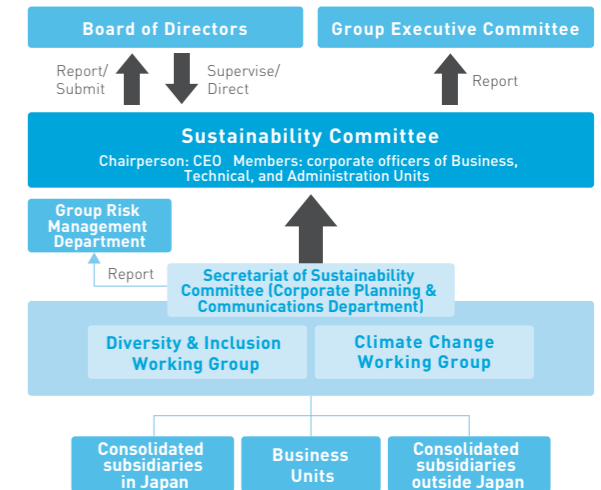 Board of Directors
Group Executive Committee
Report/
Submit
Supervise/
Direct
Report
Sustainability Committee
Chairperson: CEO Members: corporate officers of Business,
Technical, and Administration Units
Group Risk
Management
Department
Report
Secretariat of Sustainability
Committee (Corporate Planning &
Communications Department)
Diversity & Inclusion
Working Group
Climate Change
Working Group
Consolidated
subsidiaries
in Japan
Business
Units
Consolidated
subsidiaries
outside Japan